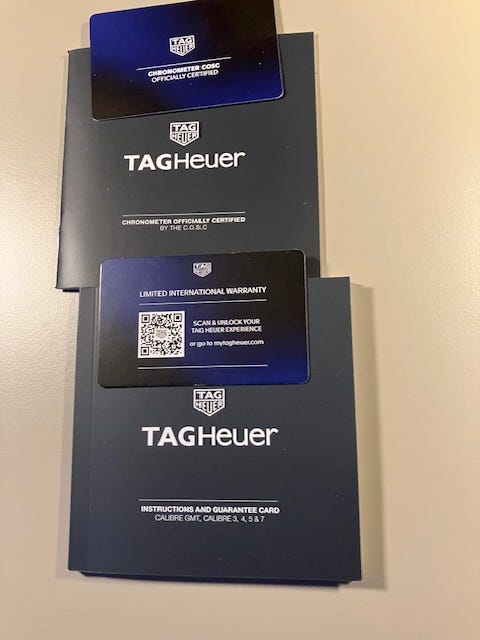 TAG
HEUER
CHRONOMETER COSC
OFFICIALLY CERTIFIED
TAG
HEUER
TAGHeuer
CHRONOMETER OFFICIALLY CERTIFIED
BY THE C.O.S.C
TAG
HEUER
LIMITED INTERNATIONAL WARRANTY
SCAN & UNLOCK YOUR
TAG HEUER EXPERIENCE
or go to mytagheuer.com
TAG
HEUER
TAGHeuer
INSTRUCTIONS AND GUARANTEE CARD
CALIBRE GMT, CALIBRE 3, 4, 5 & 7